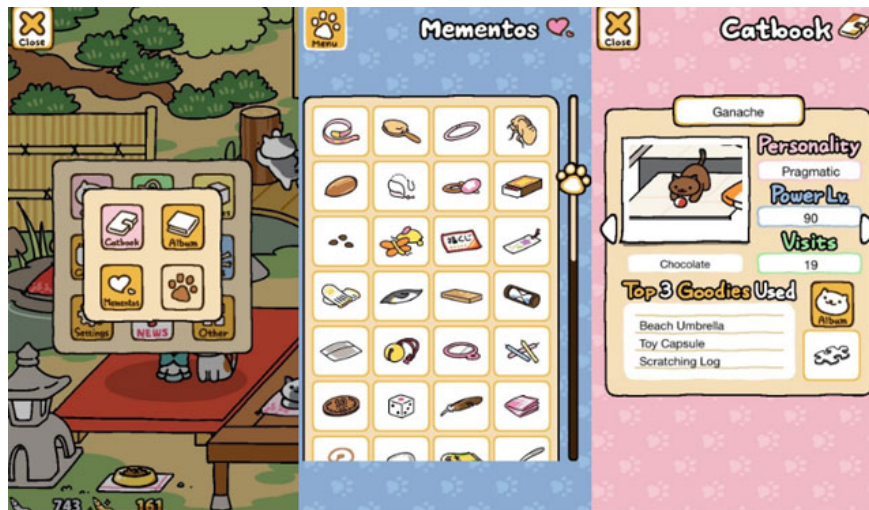 Close
Catbook
Album
Mementos
Settings
NEWS
Other
743
161
Menu
Mementos
Close
Catbook
Ganache
Personality
Pragmatic
Power Lv.
90
Visits
19
Chocolate
Top 3 Goodies Used
Album
Beach Umbrella
Toy Capsule
Scratching Log